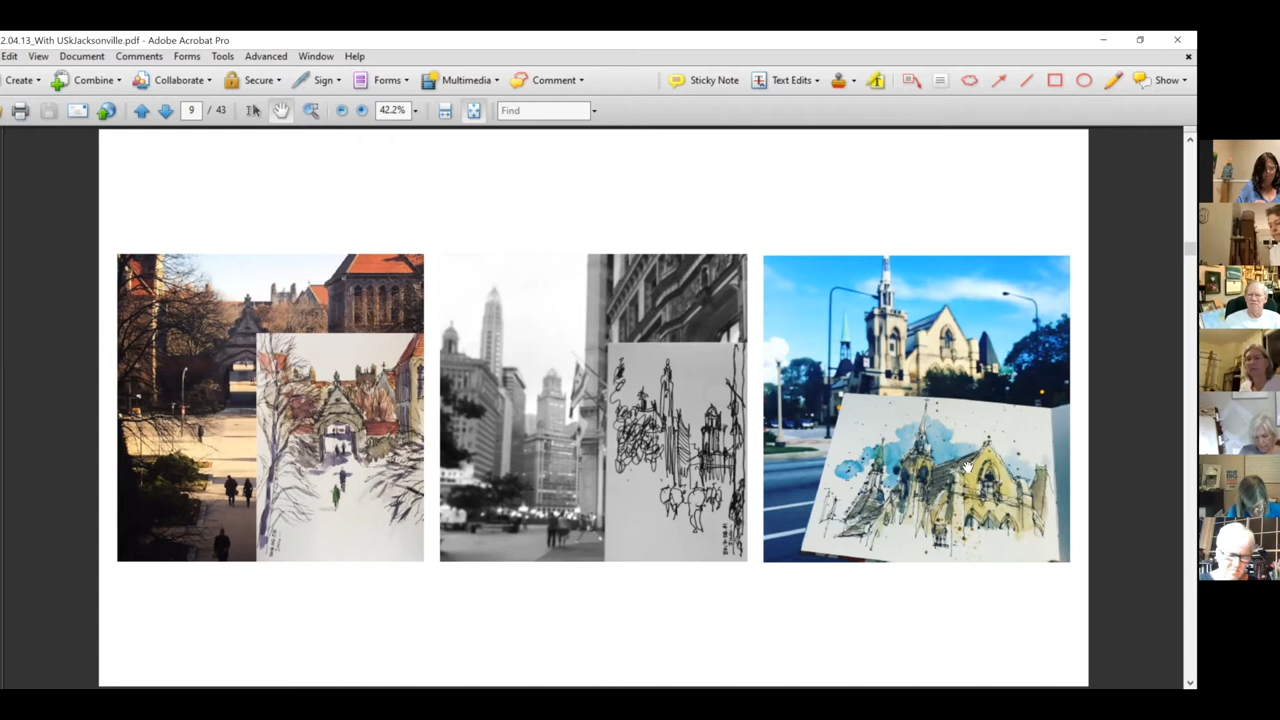 2.04.13_With USkJacksonville.pdf - Adobe Acrobat Pro
Edit View Document Comments Forms Tools Advanced Window Help
Create Combine Collaborate Secure Sign Forms Multimedia Comment Sticky Note Text Edits Show
9 / 43 42.2% Find